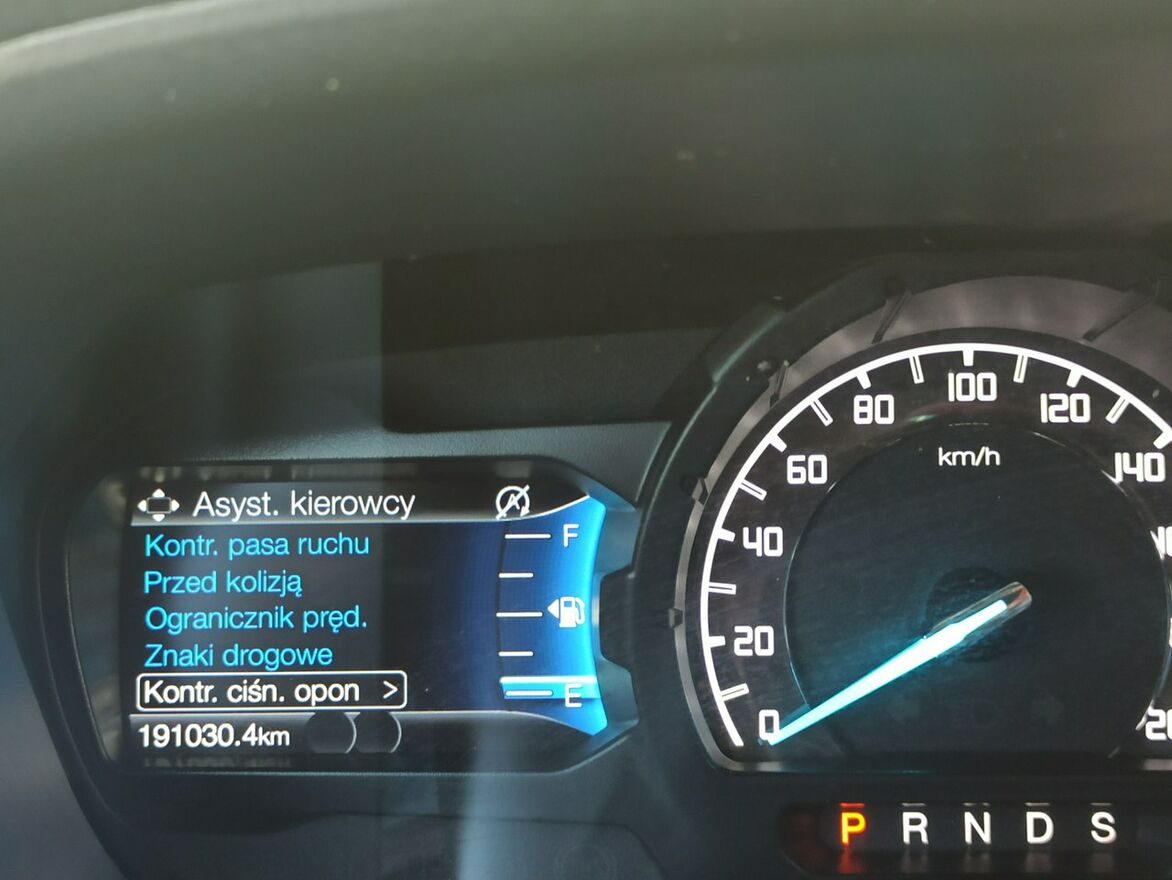 Asyst. kierowcy
Kontr. pasa ruchu
Przed kolizją
Ogranicznik pręd.
Znaki drogowe
Kontr. ciśn. opon >
191030.4km
F
E
0
20
40
60
80
100
120
140
km/h
P R N D S